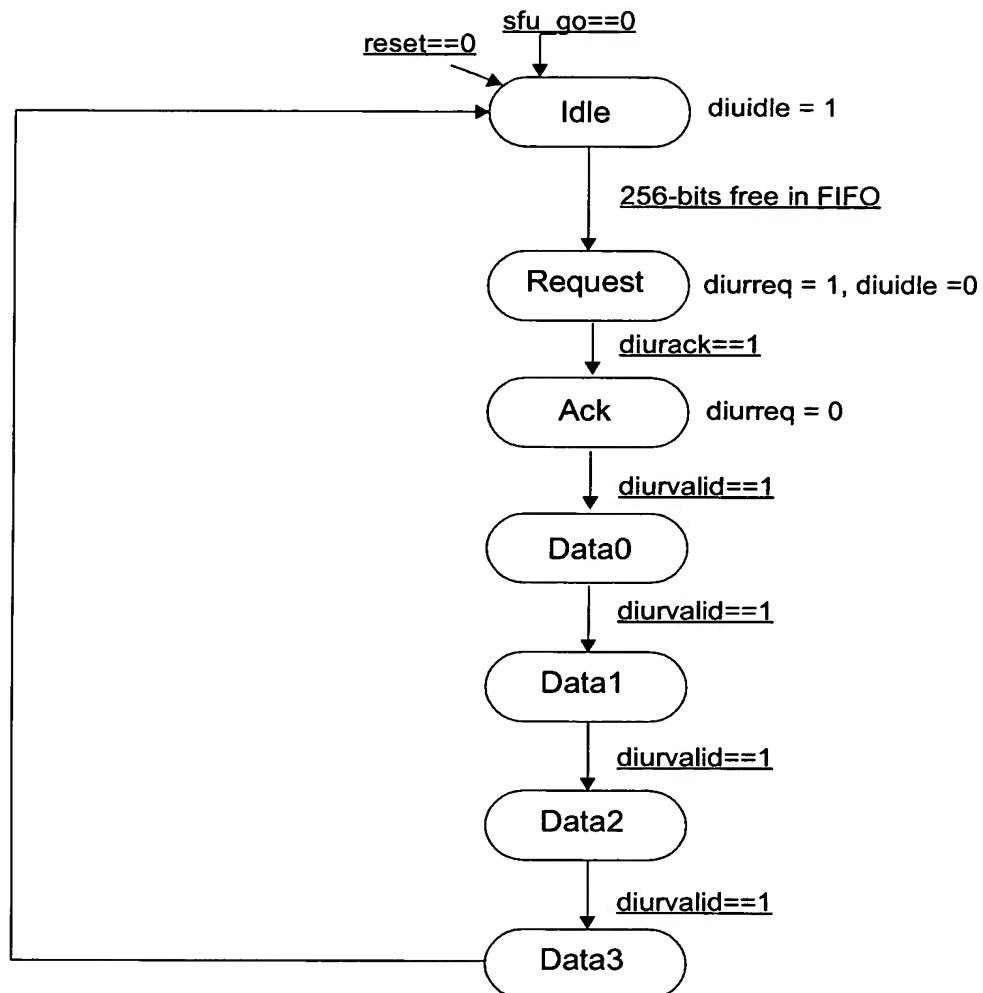 sfu_go==0
reset==0
Idle
diuidle = 1
256-bits free in FIFO
Request
diurreq = 1, diuidle =0
diurack==1
Ack
diurreq = 0
diurvalid==1
Data0
diurvalid==1
Data1
diurvalid==1
Data2
diurvalid==1
Data3